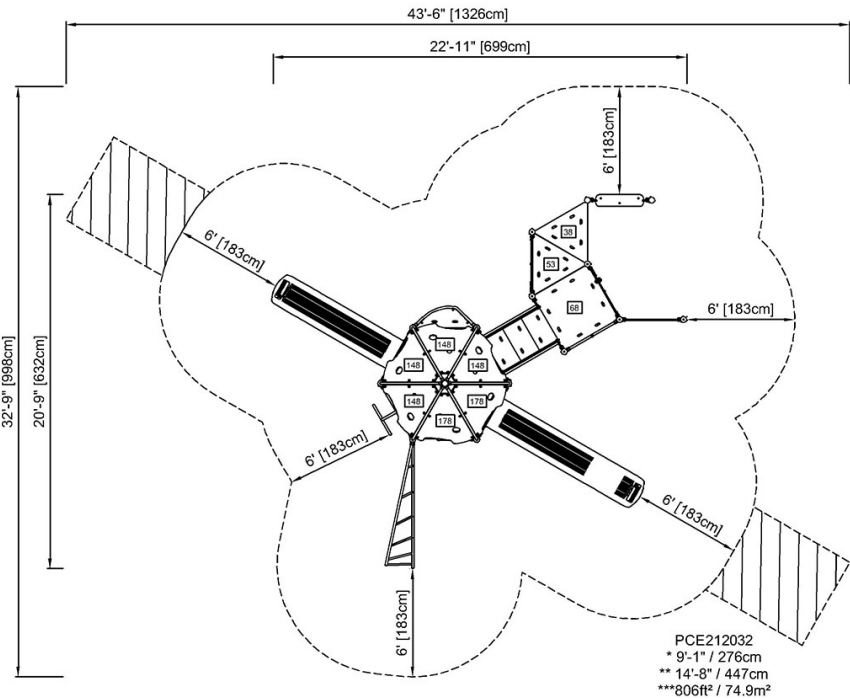 43'-6" [1326cm]
22'-11" [699cm]
6' [183cm]
32'-9" [998cm]
20'-9" [632cm]
6' [183cm]
38
53
68
6' [183cm]
148
148
148
148
178
178
6' [183cm]
6' [183cm]
6' [183cm]
PCE212032
* 9'-1" / 276cm
** 14'-8" / 447cm
***806ft² / 74.9m²